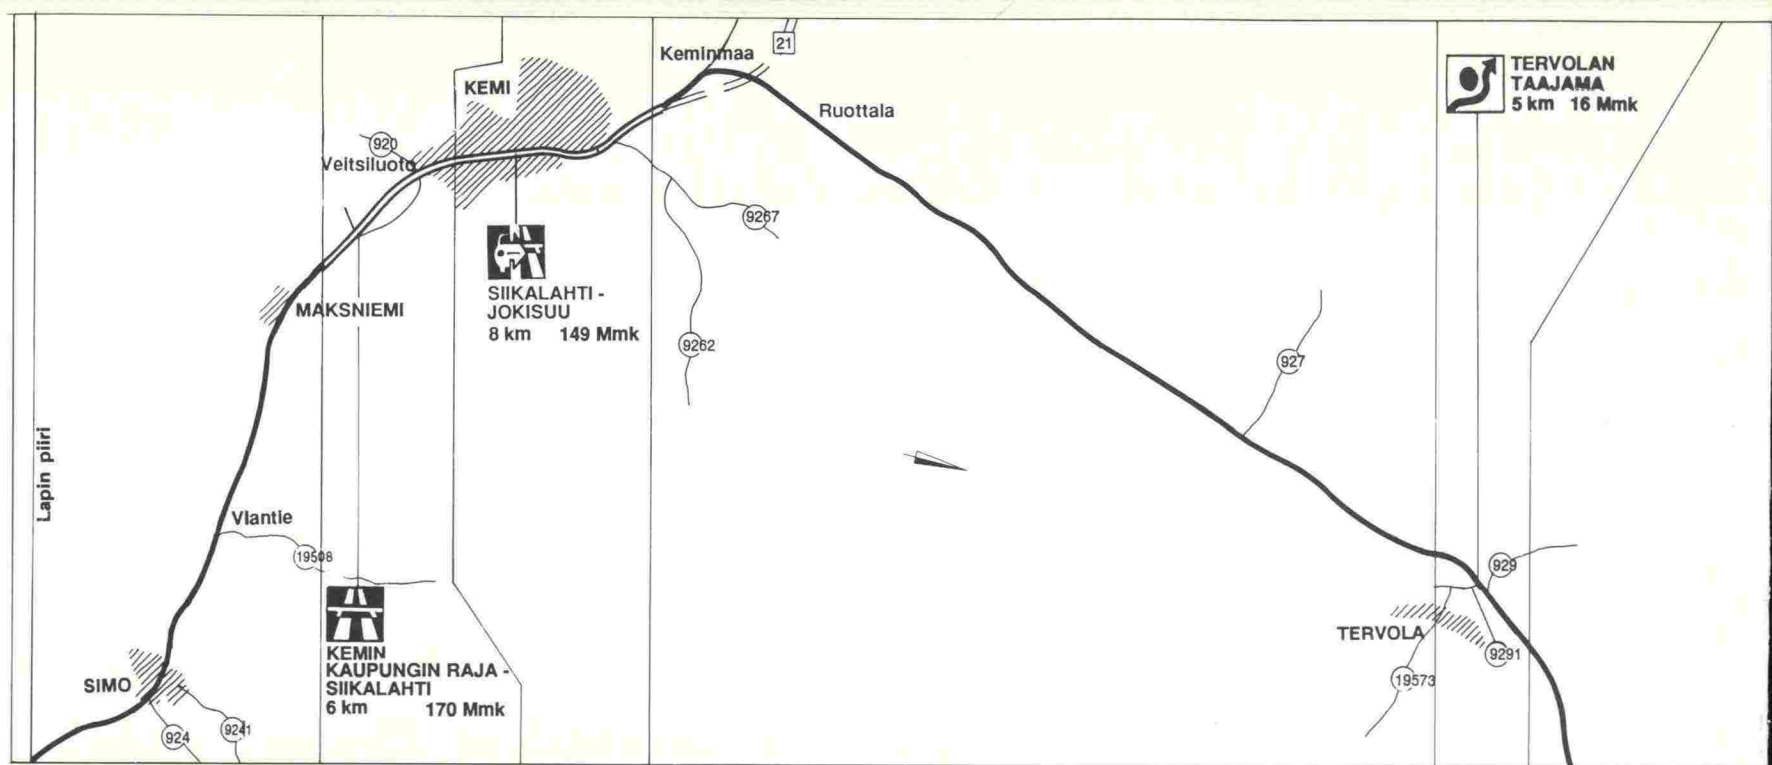 Keminmaa
21
TERVOLAN
TAAJAMA
5 km 16 Mmk
KEMI
Ruottala
920
Veitsiluoto
9267
SIIKALAHTI -
JOKISUU
8 km 149 Mmk
MAKSNIEMI
9262
927
Lapin piiri
Viantie
19508
929
KEMIN
KAUPUNGIN RAJA -
SIIKALAHTI
6 km 170 Mmk
TERVOLA
9291
19573
SIMO
924
9241